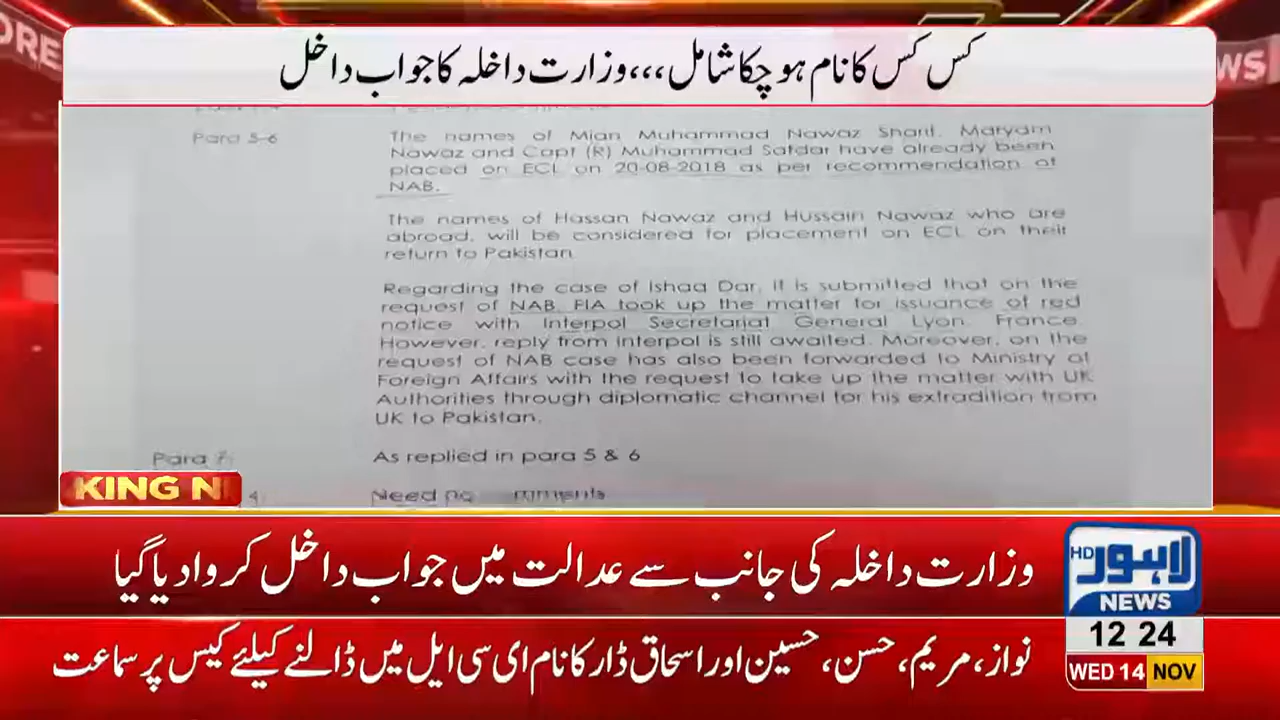 کس کس کا نام ہو چکا شامل،،،وزارت داخلہ کا جواب داخل
NEWS
Para 5-6
The names of Mian Muhammad Nawaz Sharif, Maryam
Nawaz and Capt (R) Muhammad Safdar have already been
placed on ECL on 20-08-2018 as per recommendation of
NAB.
The names of Hassan Nawaz and Hussain Nawaz who are
abroad, will be considered for placement on ECL on their
return to Pakistan
Regarding the case of Ishaq Dar, it is submitted that on the
request of NAB, FIA took up the matter for issuance of red
notice with Interpol Secretariat General Lyon, France.
However, reply from Interpol is still awaited. Moreover, on the
request of NAB case has also been forwarded to Ministry of
Foreign Affairs with the request to take up the matter with UK
Authorities through diplomatic channel for his extradition from
UK to Pakistan.
Para 7:
As replied in para 5 & 6
KING N
Need no
وزارت داخلہ کی جانب سے عدالت میں جواب داخل کروا دیا گیا
HD لاہور
NEWS
12 24
WED 14 NOV
نواز، مریم، حسن، حسین اور اسحاق ڈار کا نام ای سی ایل میں ڈالنے کیلئے کیس پر سماعت